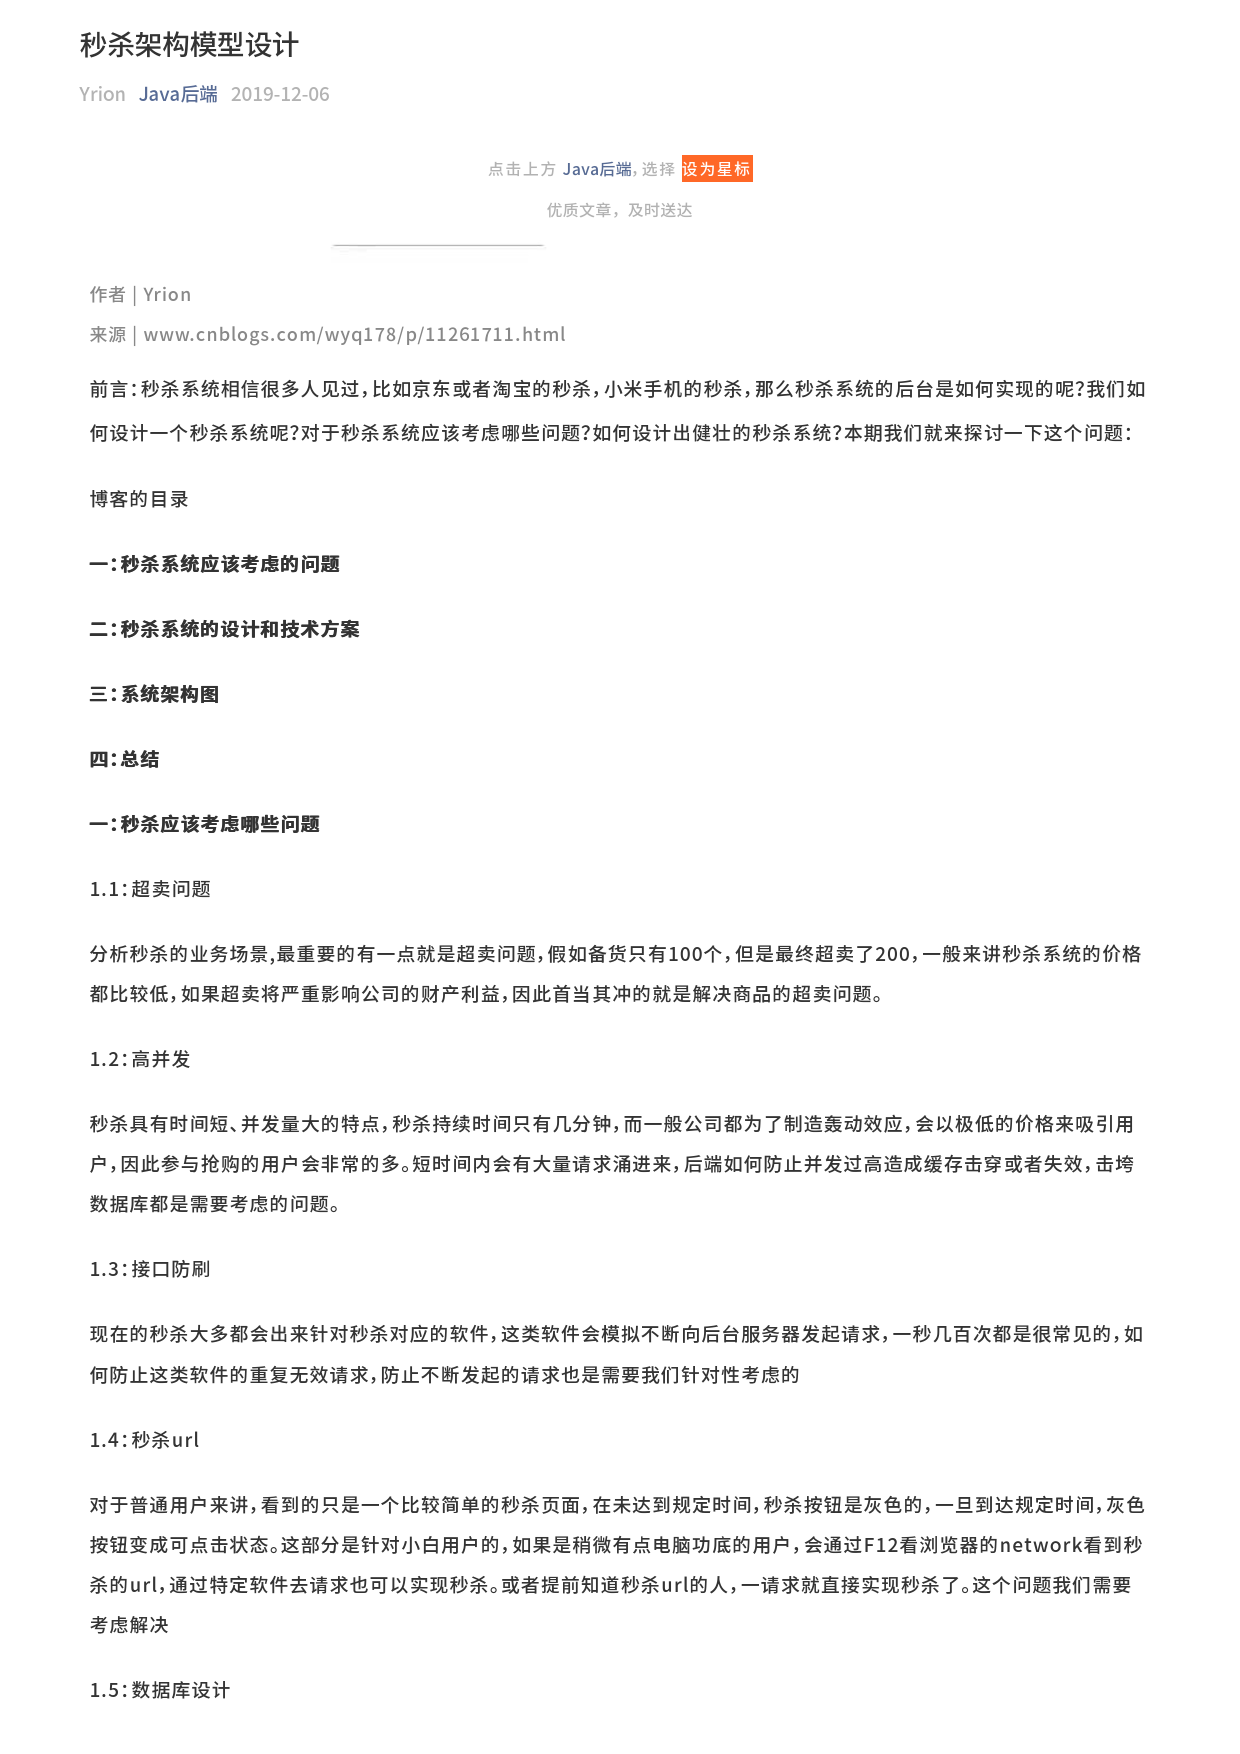 秒杀架构模型设计
Yrion Java后端 2019-12-06
点击上方 Java后端, 选择 设为星标
优质文章，及时送达
作者 | Yrion
来源 | www.cnblogs.com/wyq178/p/11261711.html
前言：秒杀系统相信很多人见过，比如京东或者淘宝的秒杀，小米手机的秒杀，那么秒杀系统的后台是如何实现的呢？我们如
何设计一个秒杀系统呢？对于秒杀系统应该考虑哪些问题？如何设计出健壮的秒杀系统？本期我们就来探讨一下这个问题：
博客的目录
一：秒杀系统应该考虑的问题
二：秒杀系统的设计和技术方案
三：系统架构图
四：总结
一：秒杀应该考虑哪些问题
1.1：超卖问题
分析秒杀的业务场景,最重要的有一点就是超卖问题，假如备货只有100个，但是最终超卖了200，一般来讲秒杀系统的价格
都比较低，如果超卖将严重影响公司的财产利益，因此首当其冲的就是解决商品的超卖问题。
1.2：高并发
秒杀具有时间短、并发量大的特点，秒杀持续时间只有几分钟，而一般公司都为了制造轰动效应，会以极低的价格来吸引用
户，因此参与抢购的用户会非常的多。短时间内会有大量请求涌进来，后端如何防止并发过高造成缓存击穿或者失效，击垮
数据库都是需要考虑的问题。
1.3：接口防刷
现在的秒杀大多都会出来针对秒杀对应的软件，这类软件会模拟不断向后台服务器发起请求，一秒几百次都是很常见的，如
何防止这类软件的重复无效请求，防止不断发起的请求也是需要我们针对性考虑的
1.4：秒杀url
对于普通用户来讲，看到的只是一个比较简单的秒杀页面，在未达到规定时间，秒杀按钮是灰色的，一旦到达规定时间，灰色
按钮变成可点击状态。这部分是针对小白用户的，如果是稍微有点电脑功底的用户，会通过F12看浏览器的network看到秒
杀的url，通过特定软件去请求也可以实现秒杀。或者提前知道秒杀url的人，一请求就直接实现秒杀了。这个问题我们需要
考虑解决
1.5：数据库设计